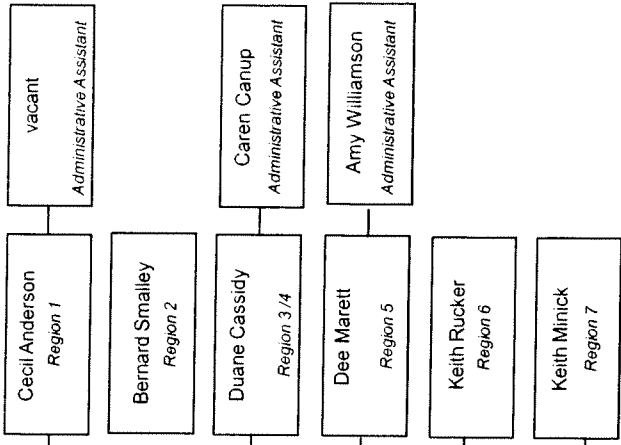 Cecil Anderson
Region 1
vacant
Administrative Assistant
Bernard Smalley
Region 2
Duane Cassidy
Region 3 /4
Caren Canup
Administrative Assistant
Dee Marett
Region 5
Amy Williamson
Administrative Assistant
Keith Rucker
Region 6
Keith Minick
Region 7